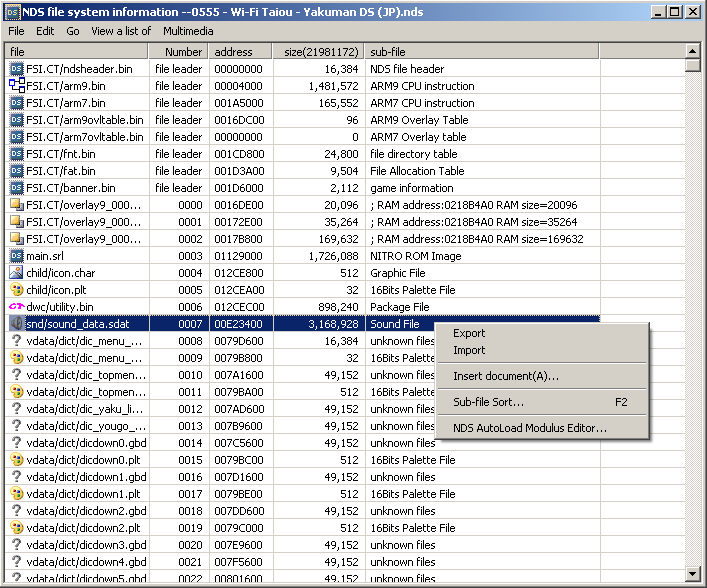 NDS file system information --0555 - Wi-Fi Taiou - Yakuman DS (JP).nds
File Edit Go View a list of Multimedia
file Number address size(21981172) sub-file
FSI.CT/ndsheader.bin file leader 00000000 16,384 NDS file header
FSI.CT/arm9.bin file leader 00004000 1,481,572 ARM9 CPU instruction
FSI.CT/arm7.bin file leader 001A5000 165,552 ARM7 CPU instruction
FSI.CT/arm9ovltable.bin file leader 0016DC00 96 ARM9 Overlay Table
FSI.CT/arm7ovltable.bin file leader 00000000 0 ARM7 Overlay table
FSI.CT/fnt.bin file leader 001CD800 24,800 file directory table
FSI.CT/fat.bin file leader 001D3A00 9,504 File Allocation Table
FSI.CT/banner.bin file leader 001D6000 2,112 game information
FSI.CT/overlay9_000... 0000 0016DE00 20,096 ; RAM address:0218B4A0 RAM size=20096
FSI.CT/overlay9_000... 0001 00172E00 35,264 ; RAM address:0218B4A0 RAM size=35264
FSI.CT/overlay9_000... 0002 0017B800 169,632 ; RAM address:0218B4A0 RAM size=169632
main.srl 0003 01129000 1,726,088 NITRO ROM Image
child/icon.char 0004 012CE800 512 Graphic File
child/icon.plt 0005 012CEA00 32 16Bits Palette File
dwc/utility.bin 0006 012CEC00 898,240 Package File
snd/sound_data.sdat 0007 00E23400 3,168,928 Sound File
vdata/dict/dic_menu_... 0008 0079D600 16,384 unknown files
vdata/dict/dic_menu_... 0009 0079B800 32 16Bits Palette
vdata/dict/dic_topmen... 0010 007A1600 49,152 unknown files
vdata/dict/dic_topmen... 0011 0079BA00 512 16Bits Palette
vdata/dict/dic_yaku_li... 0012 007AD600 49,152 unknown files
vdata/dict/dic_yougo_... 0013 007B9600 49,152 unknown files
vdata/dict/dicdown0.gbd 0014 007C5600 49,152 unknown files
vdata/dict/dicdown0.plt 0015 0079BC00 512 16Bits Palette File
vdata/dict/dicdown1.gbd 0016 007D1600 49,152 unknown files
vdata/dict/dicdown1.plt 0017 0079BE00 512 16Bits Palette File
vdata/dict/dicdown2.gbd 0018 007DD600 49,152 unknown files
vdata/dict/dicdown2.plt 0019 0079C000 512 16Bits Palette File
vdata/dict/dicdown3.gbd 0020 007E9600 49,152 unknown files
vdata/dict/dicdown4.gbd 0021 007F5600 49,152 unknown files
vdata/dict/dicdown5.gbd 0022 00801600 49,152 unknown files
Export
Import
Insert document(A)...
Sub-file Sort... F2
NDS AutoLoad Modulus Editor...